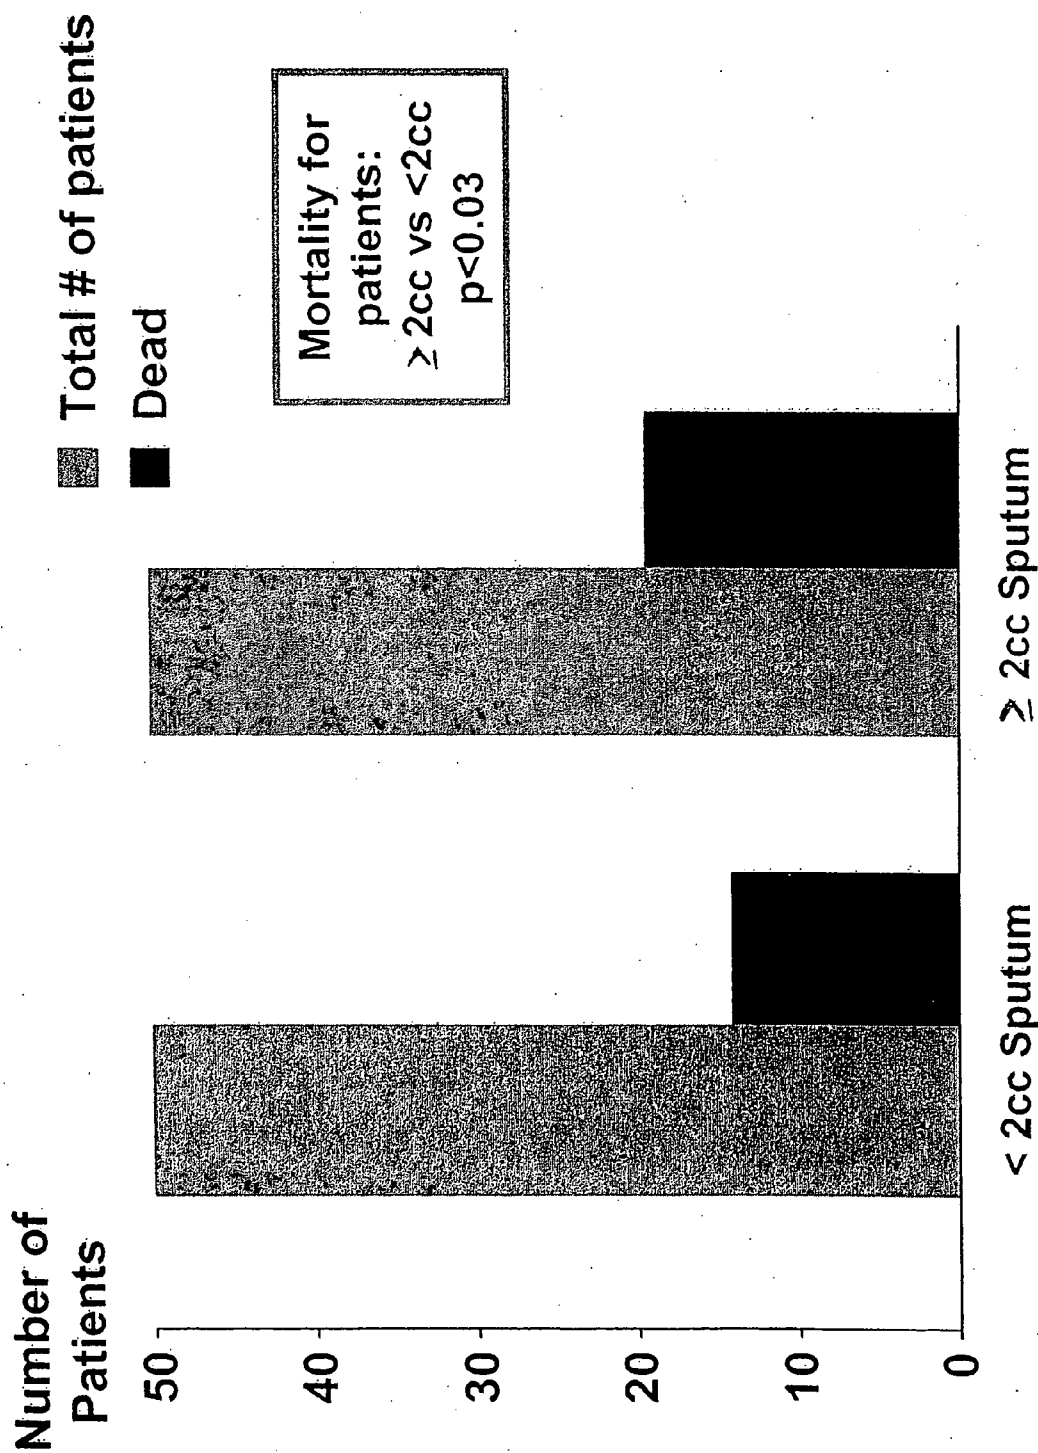 Number of
Patients
Total # of patients
Dead
Mortality for
patients:
≥2cc vs <2cc
p<0.03
50
40
30
20
10
0
< 2cc Sputum
≥ 2cc Sputum